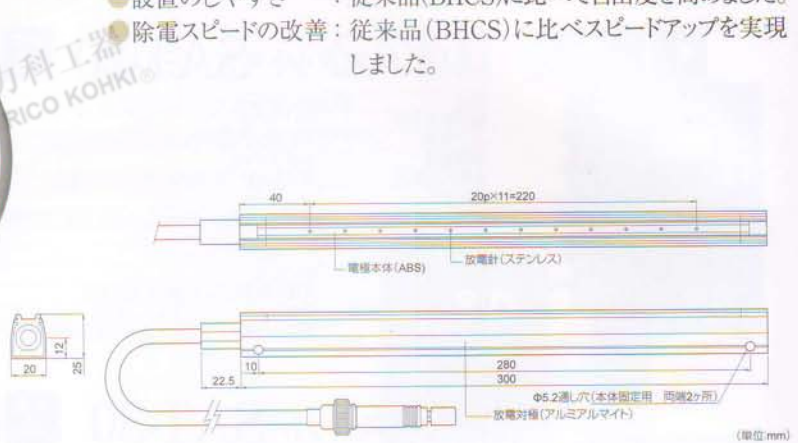 設置のしやすさ : 従来品(BHCS)に比べて自由度を高めました。
除電スピードの改善 : 従来品(BHCS)に比べスピードアップを実現
しました。
力科工器
RICO KOHKI®
40
20p×11=220
電極本体(ABS)
放電針(ステンレス)
12
25
20
10
280
22.5
300
Φ5.2通し穴(本体固定用 両端2ヶ所)
放電対極(アルミアルマイト)
(単位:mm)